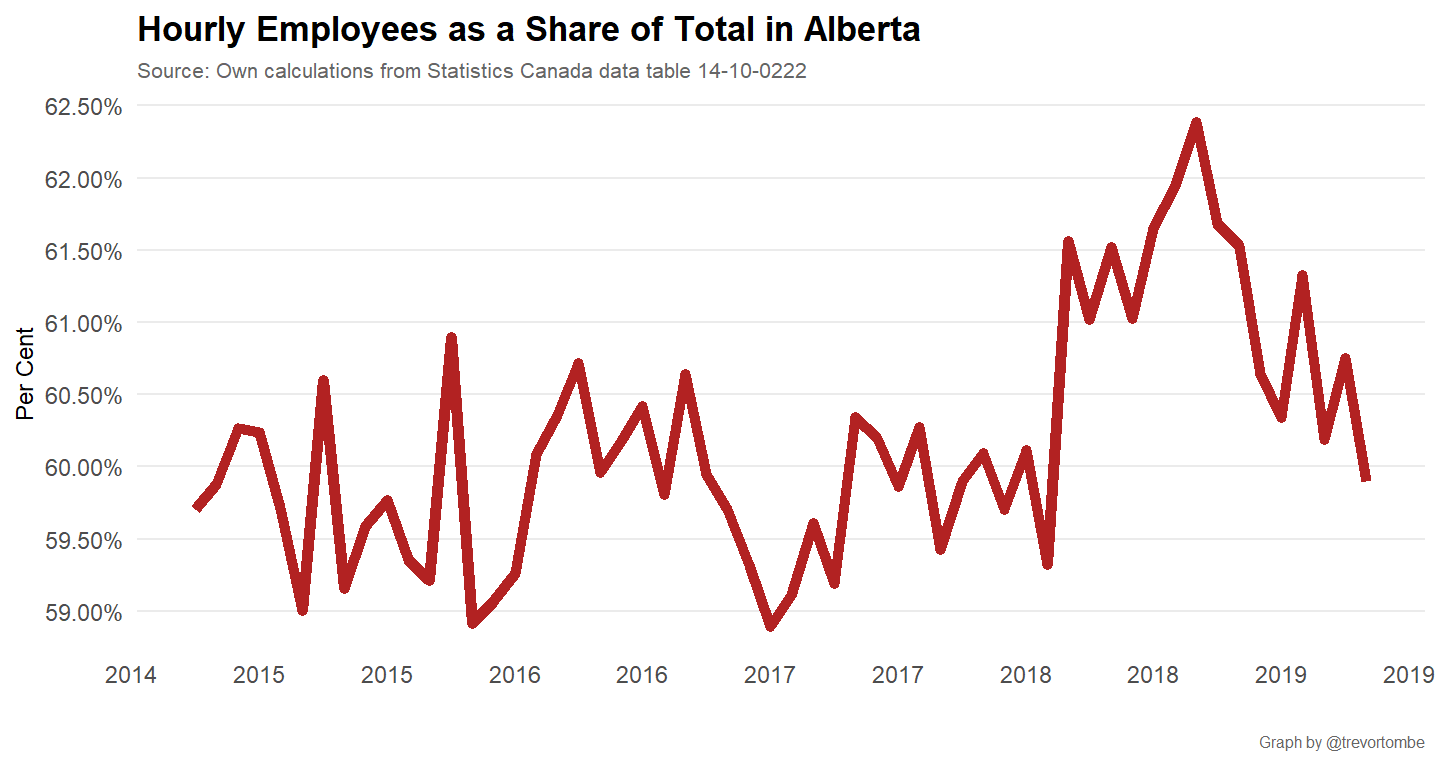 Hourly Employees as a Share of Total in Alberta
Source: Own calculations from Statistics Canada data table 14-10-0222
62.50%
62.00%
61.50%
61.00%
60.50%
60.00%
59.50%
59.00%
Per Cent
2014 2015 2015 2016 2016 2017 2017 2018 2018 2019 2019
Graph by @trevortombe